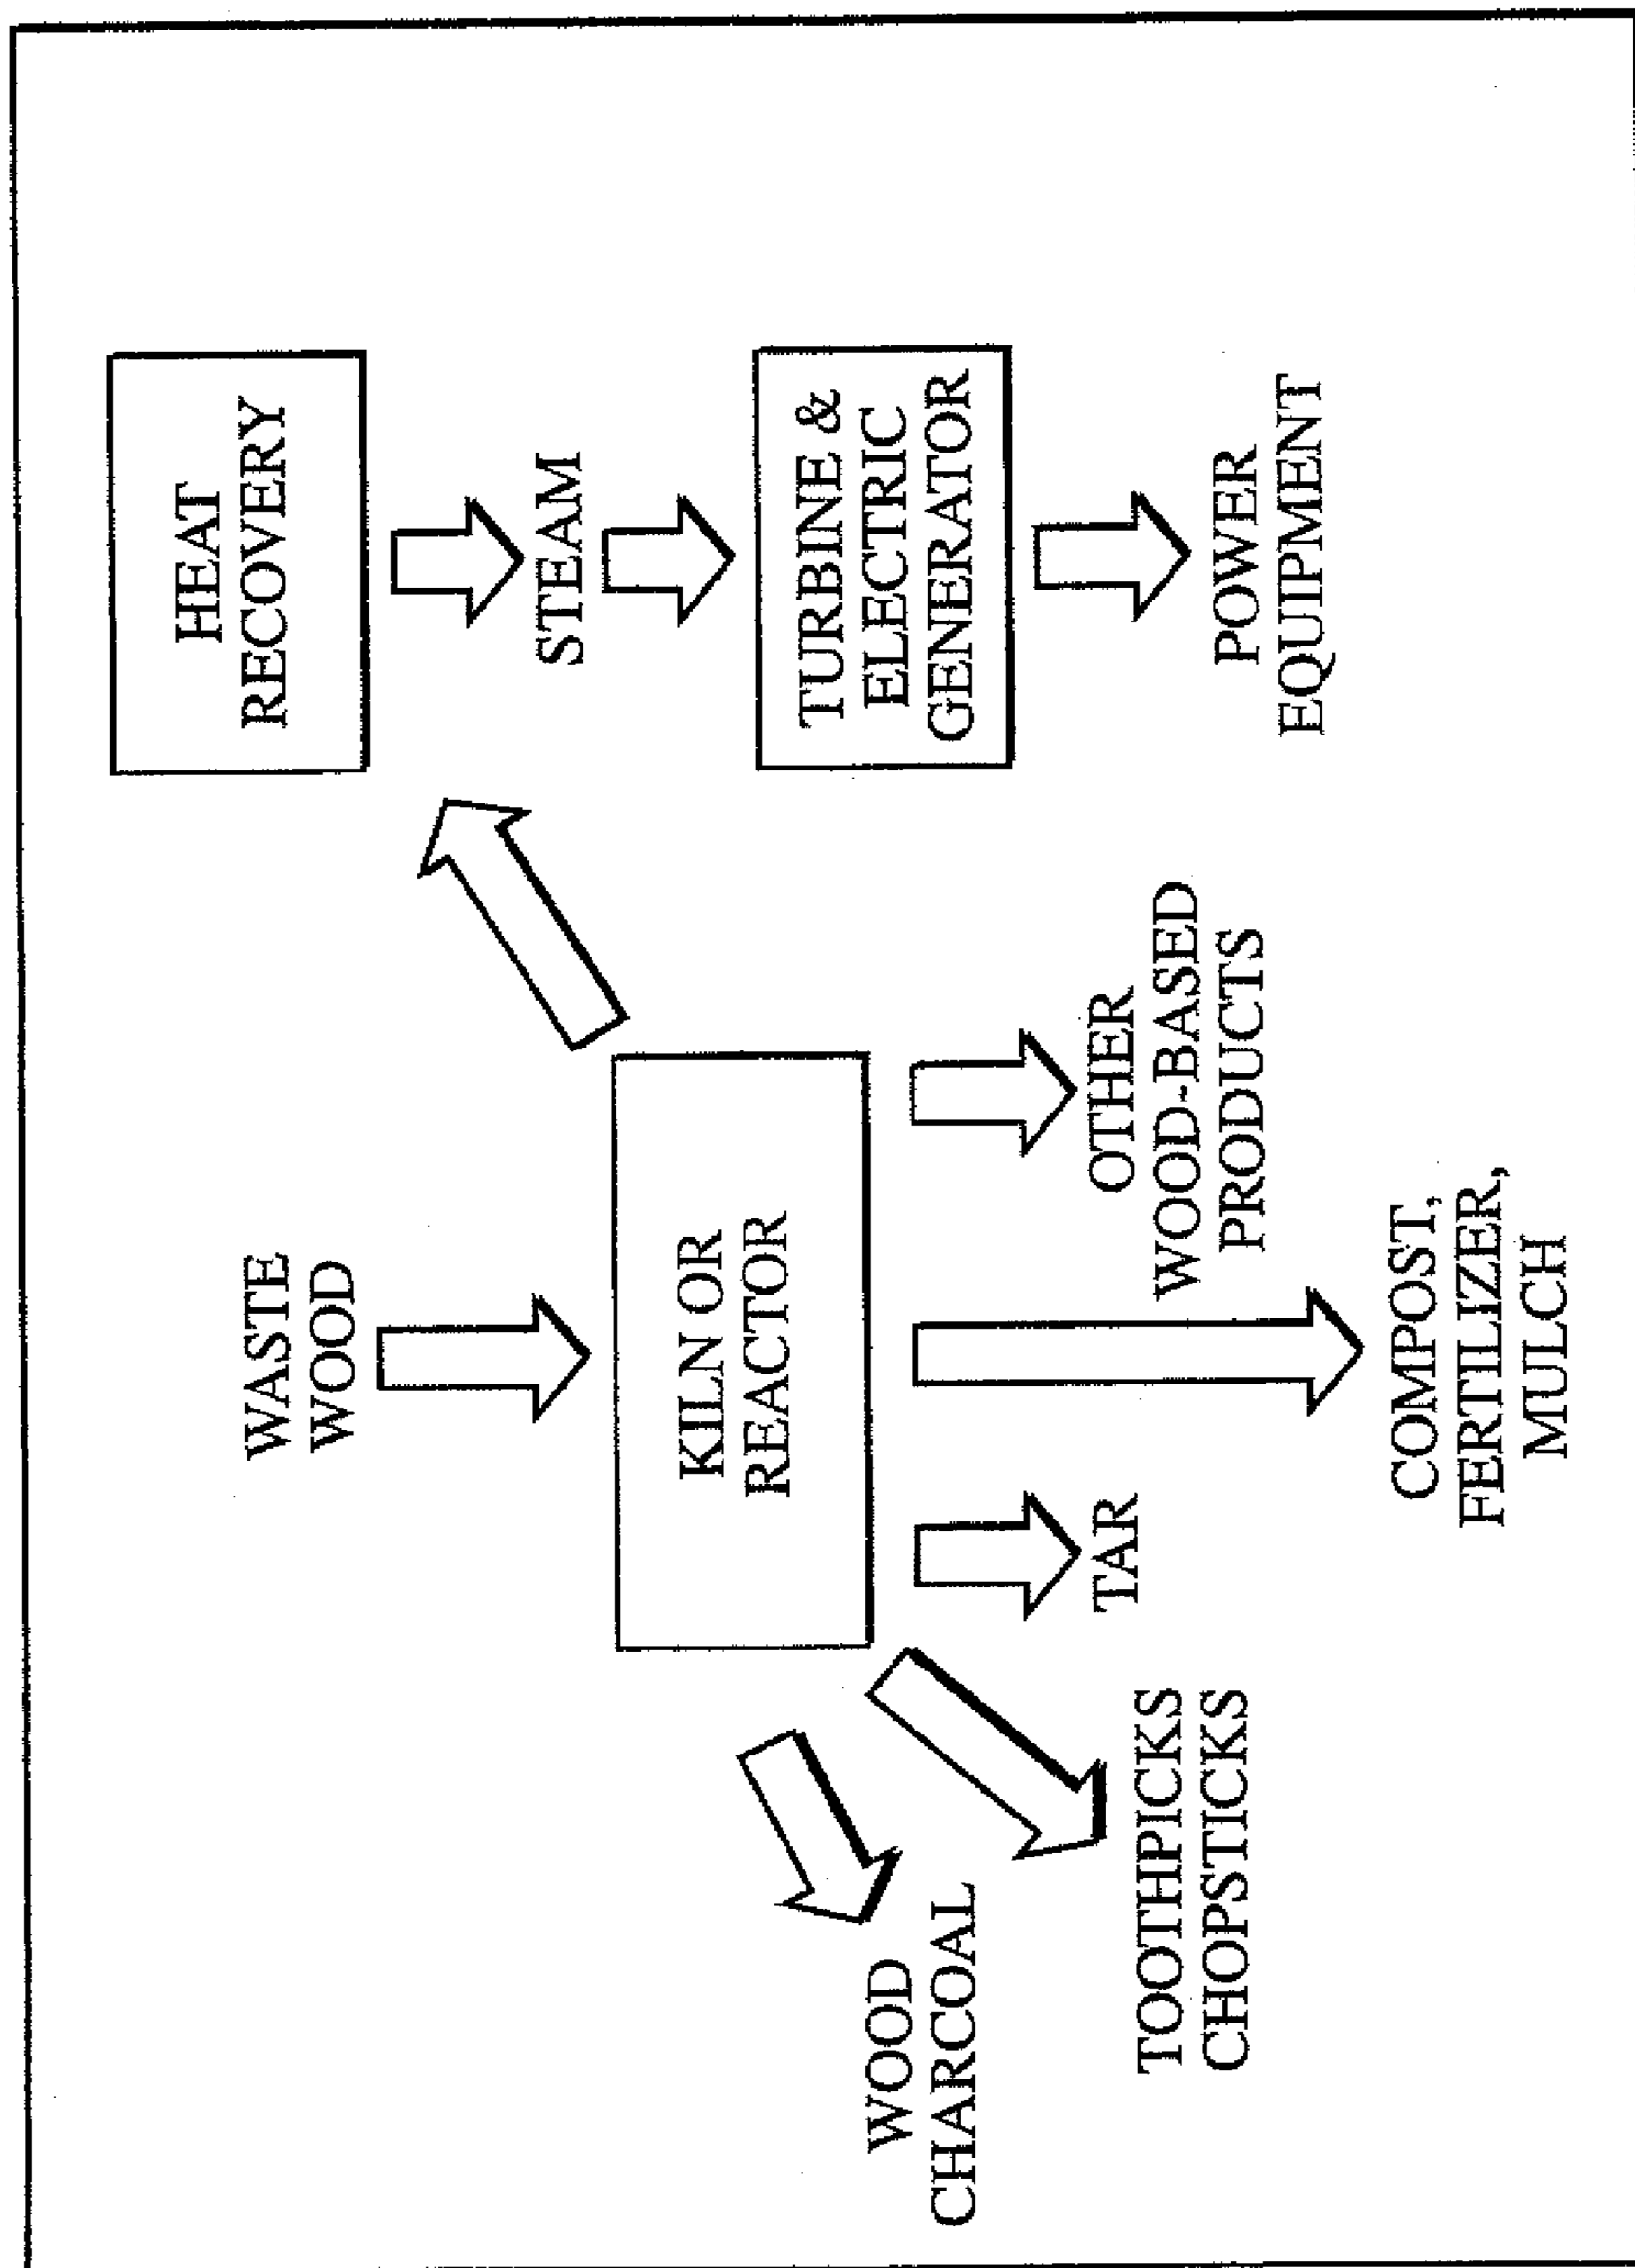 WASTE
WOOD
HEAT
RECOVERY
STEAM
KILN OR
REACTOR
TURBINE &
ELECTRIC
GENERATOR
WOOD
CHARCOAL
TOOTHPICKS
CHOPSTICKS
TAR
COMPOST,
FERTILIZER,
MULCH
OTHER
WOOD-BASED
PRODUCTS
POWER
EQUIPMENT